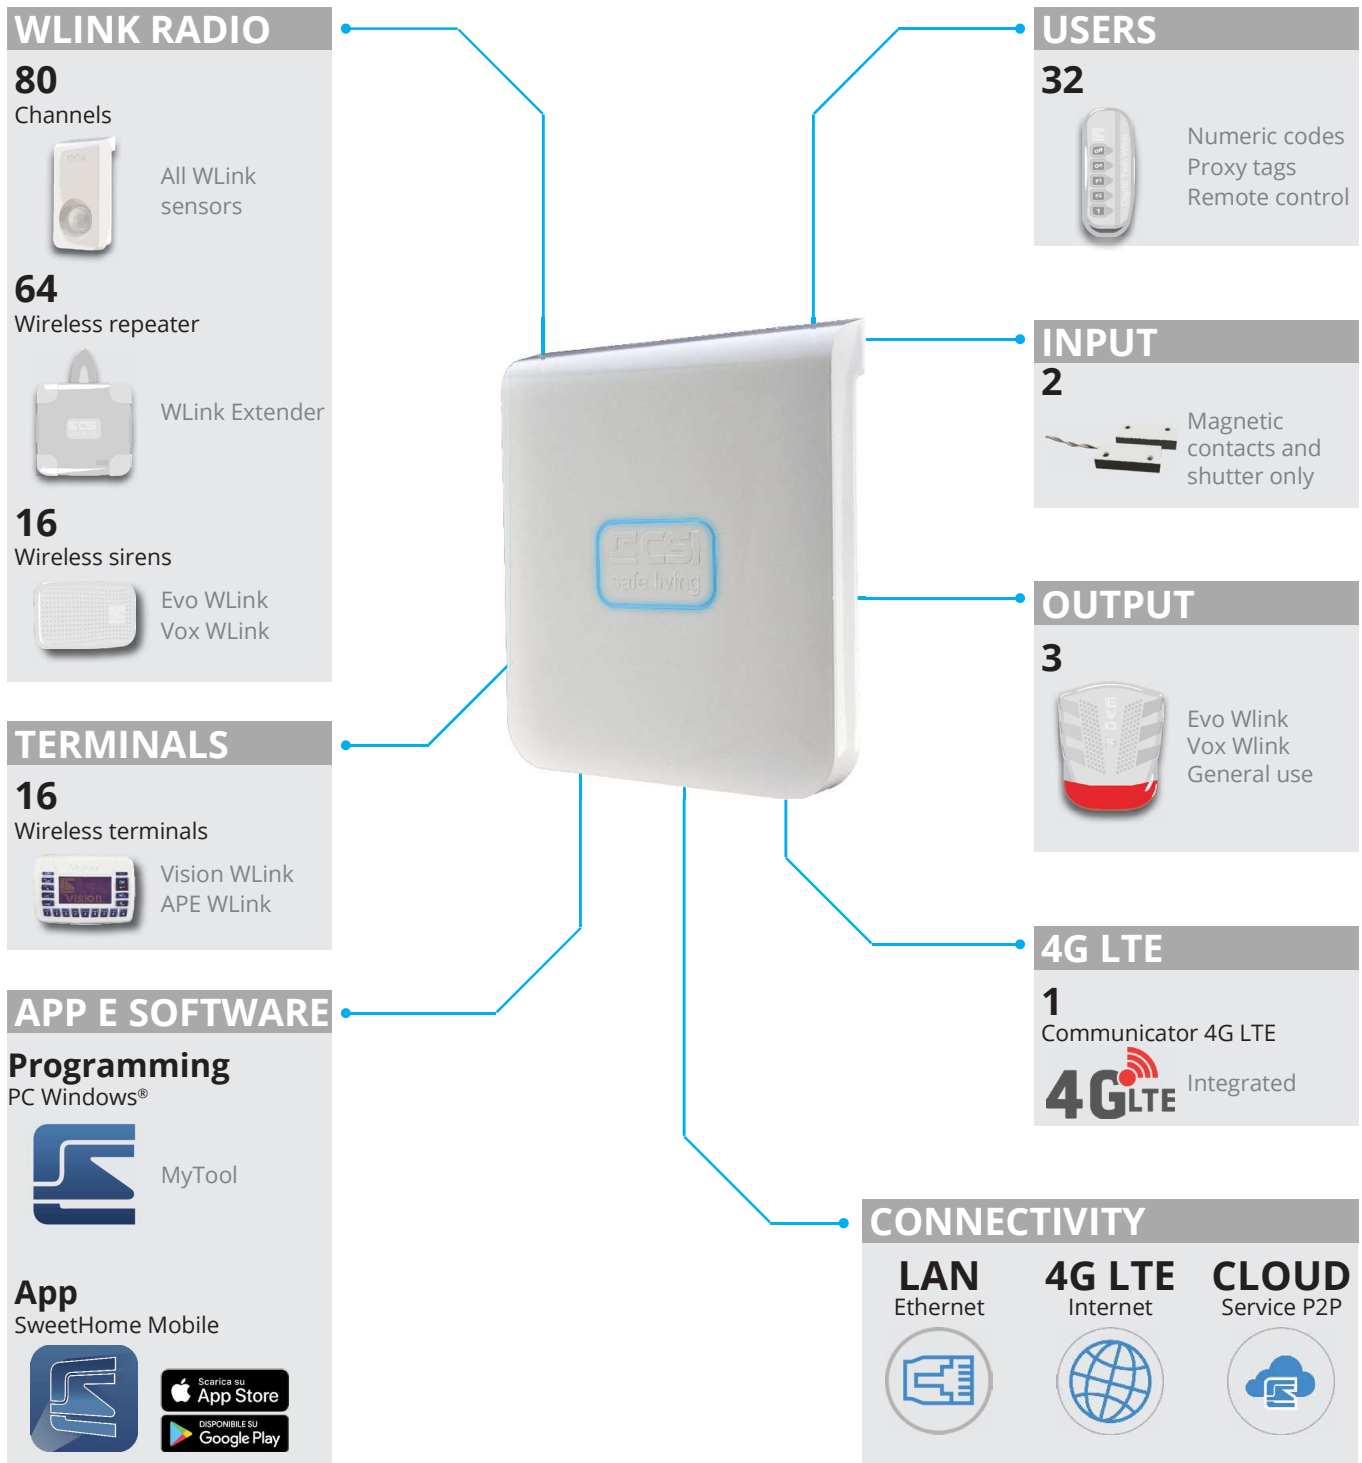 WLINK RADIO
80
Channels
All WLink
sensors
64
Wireless repeater
CSI
WLink Extender
16
Wireless sirens
Evo WLink
Vox WLink
TERMINALS
16
Wireless terminals
Vision
Vision WLink
APE WLink
APP E SOFTWARE
Programming
PC Windows®
MyTool
App
SweetHome Mobile
Scarica su
App Store
DISPONIBILE SU
Google Play
CSI
safe living
USERS
32
Numeric codes
Proxy tags
Remote control
INPUT
2
Magnetic
contacts and
shutter only
OUTPUT
3
EVO
Evo Wlink
Vox Wlink
General use
4G LTE
1
Communicator 4G LTE
4G LTE
Integrated
CONNECTIVITY
LAN
Ethernet
4G LTE
Internet
CLOUD
Service P2P